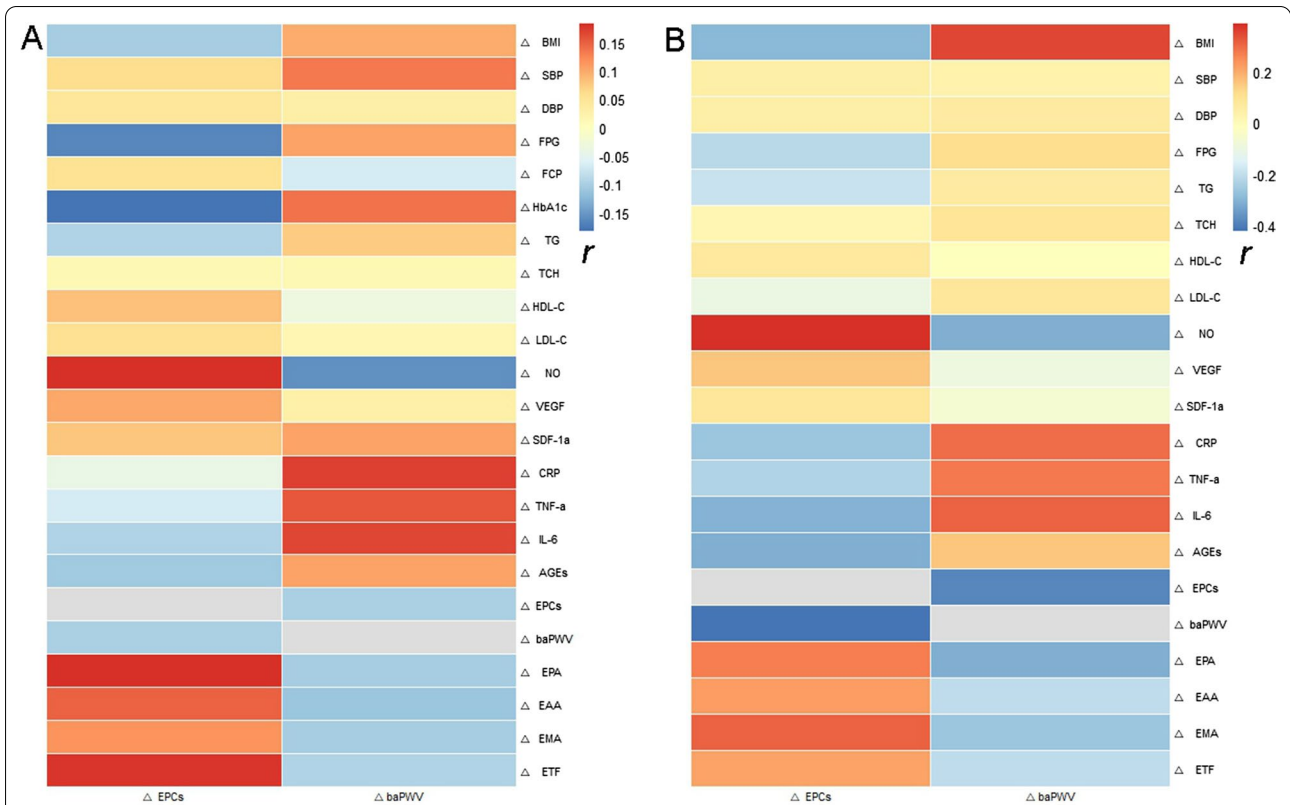 A
△ BMI
△ SBP
△ DBP
△ FPG
△ FCP
△ HbA1c
△ TG
△ TCH
△ HDL-C
△ LDL-C
△ NO
△ VEGF
△ SDF-1a
△ CRP
△ TNF-a
△ IL-6
△ AGEs
△ EPCs
△ baPWV
△ EPA
△ EAA
△ EMA
△ ETF
△ EPCs
△ baPWV
0.15
0.1
0.05
0
-0.05
-0.1
-0.15
r
B
△ BMI
△ SBP
△ DBP
△ FPG
△ TG
△ TCH
△ HDL-C
△ LDL-C
△ NO
△ VEGF
△ SDF-1a
△ CRP
△ TNF-a
△ IL-6
△ AGEs
△ EPCs
△ baPWV
△ EPA
△ EAA
△ EMA
△ ETF
△ EPCs
△ baPWV
0.2
0
-0.2
-0.4
r